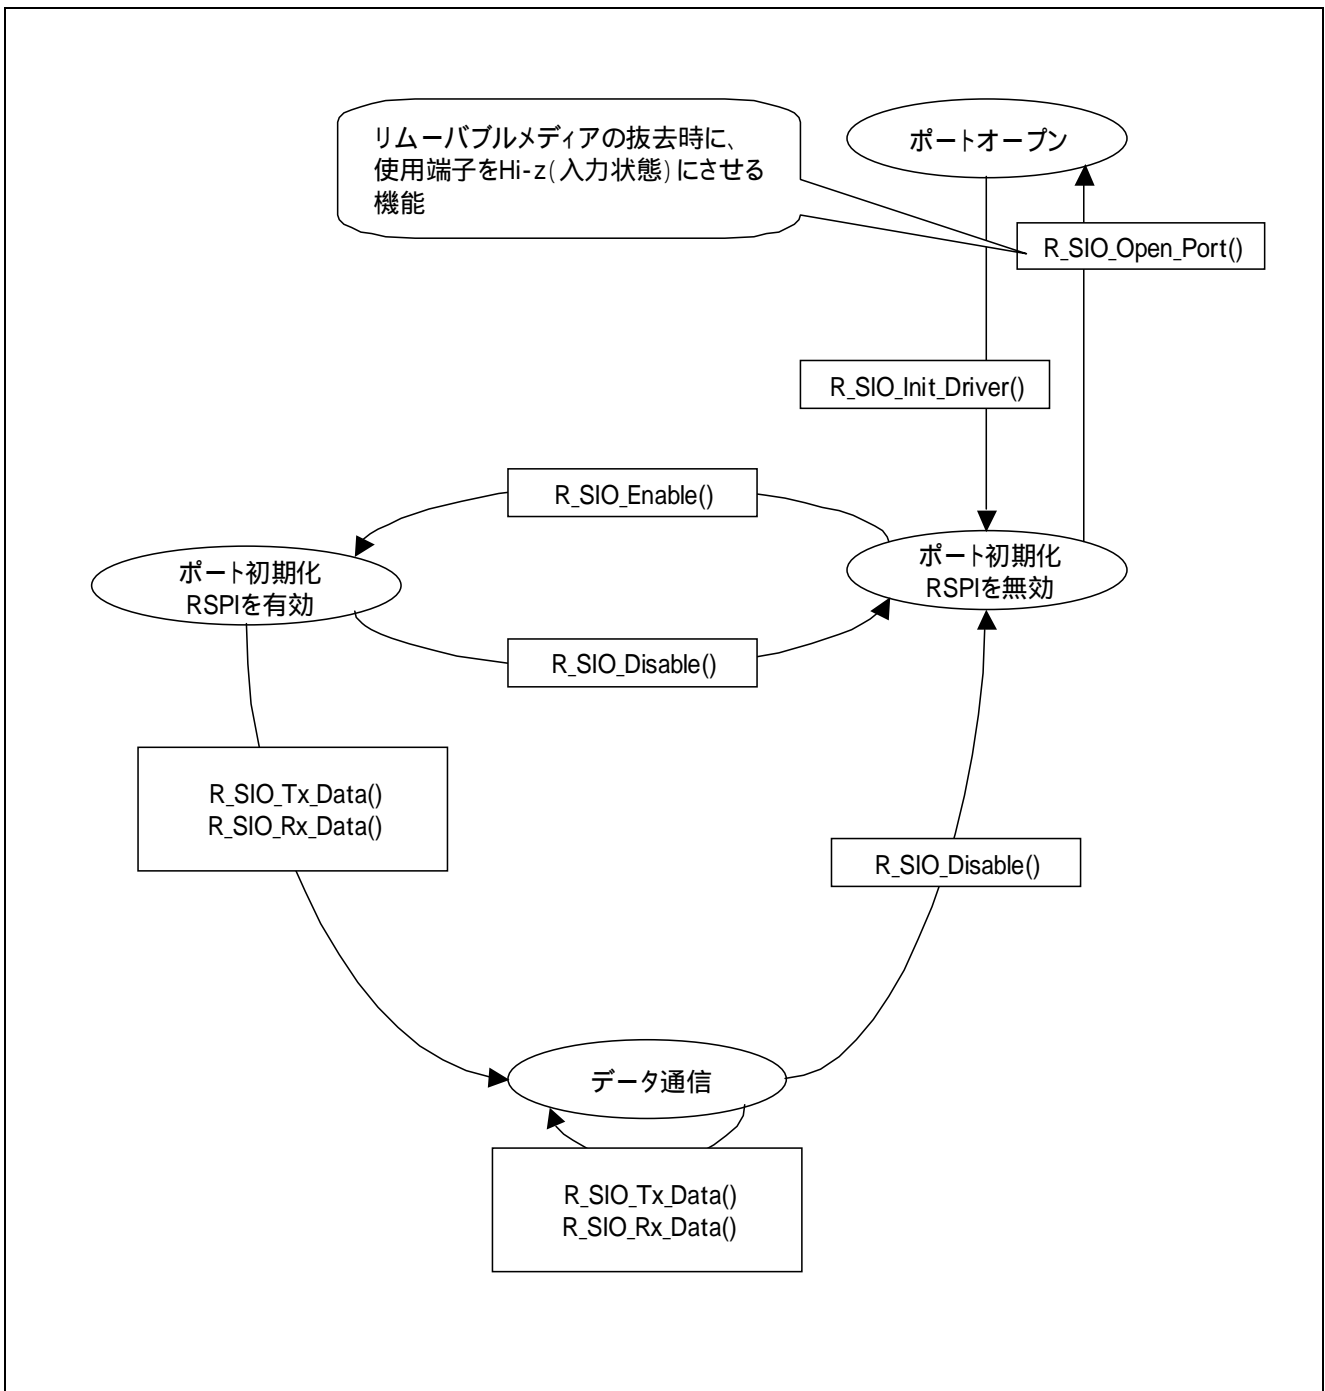 リムーバブルメディアの抜去時に、
使用端子をHi-z(入力状態)にさせる
機能
ポートオープン
R_SIO_Open_Port()
R_SIO_Init_Driver()
R_SIO_Enable()
ポート初期化
RSPIを有効
ポート初期化
RSPIを無効
R_SIO_Disable()
R_SIO_Tx_Data()
R_SIO_Rx_Data()
R_SIO_Disable()
データ通信
R_SIO_Tx_Data()
R_SIO_Rx_Data()